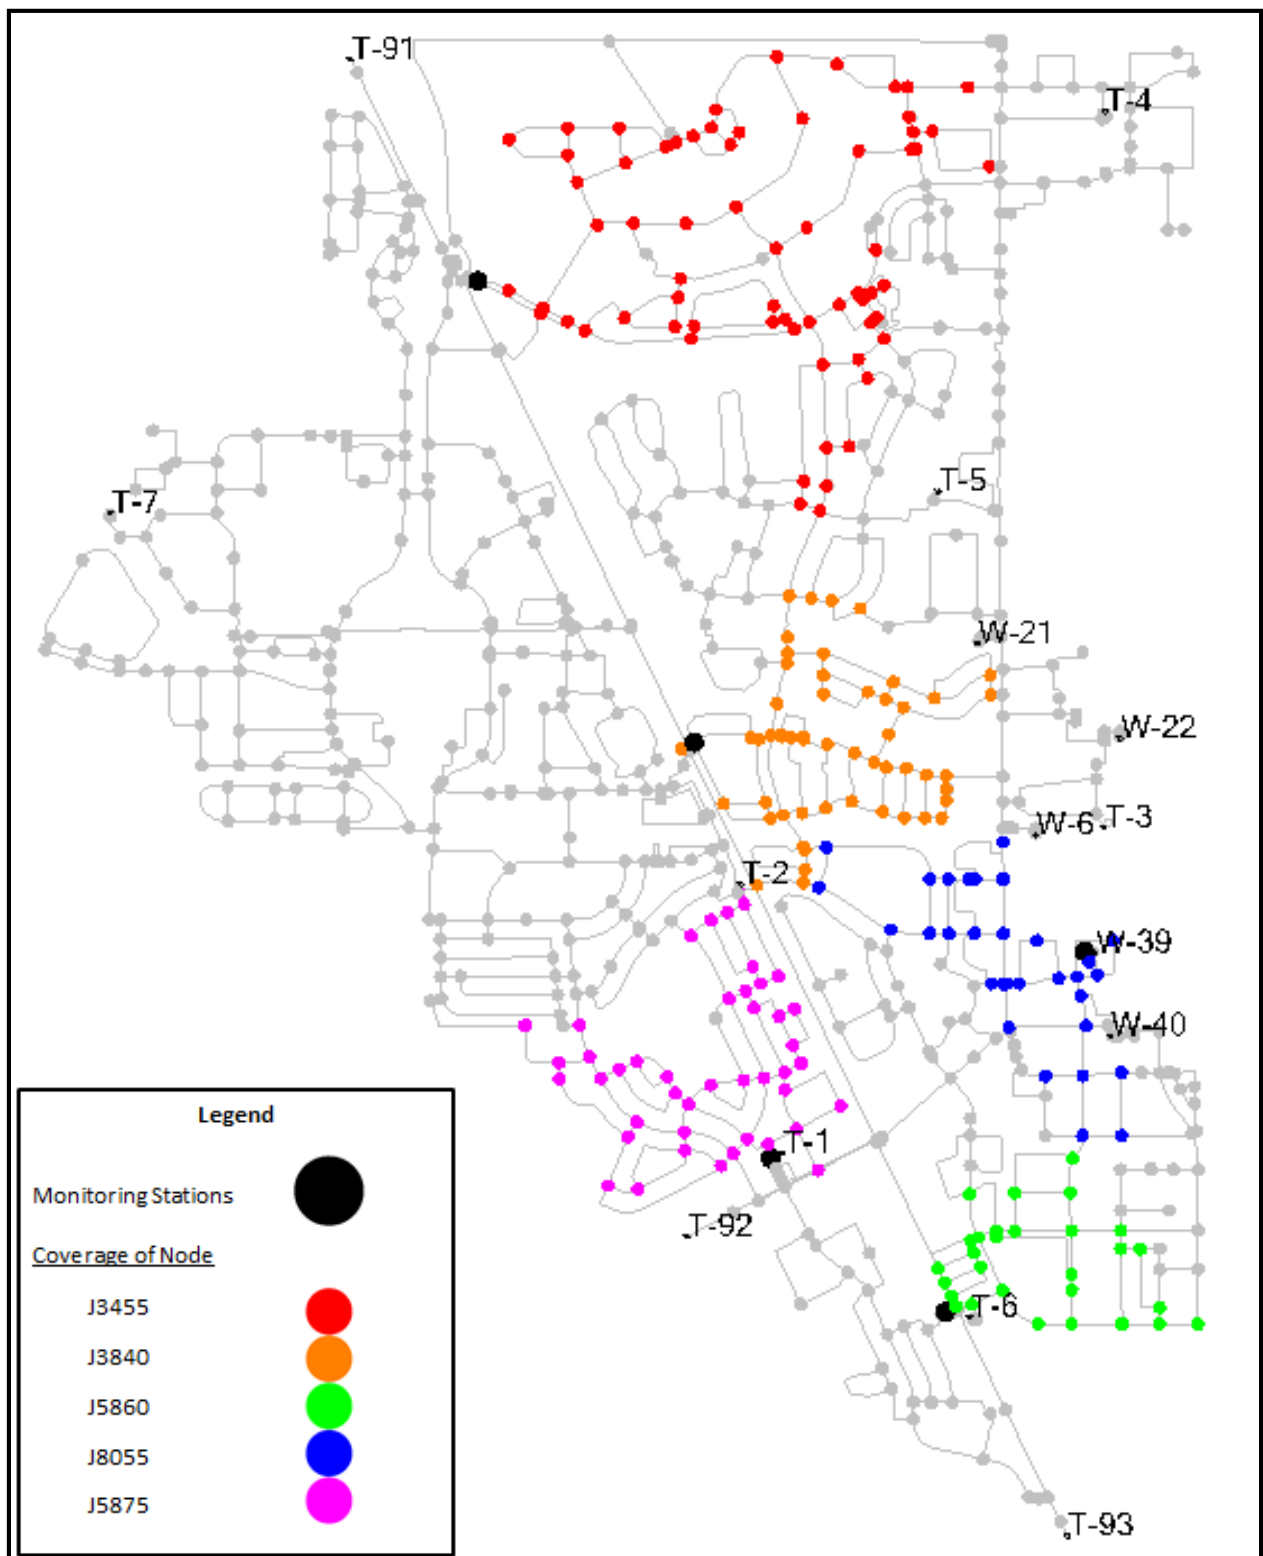 T-91
T-4
T-5
T-7
W-21
W-22
W-6
T-3
T-2
W-39
W-40
T-1
T-92
T-6
T-93
Legend
Monitoring Stations
Coverage of Node
J3455
J3840
J5860
J8055
J5875